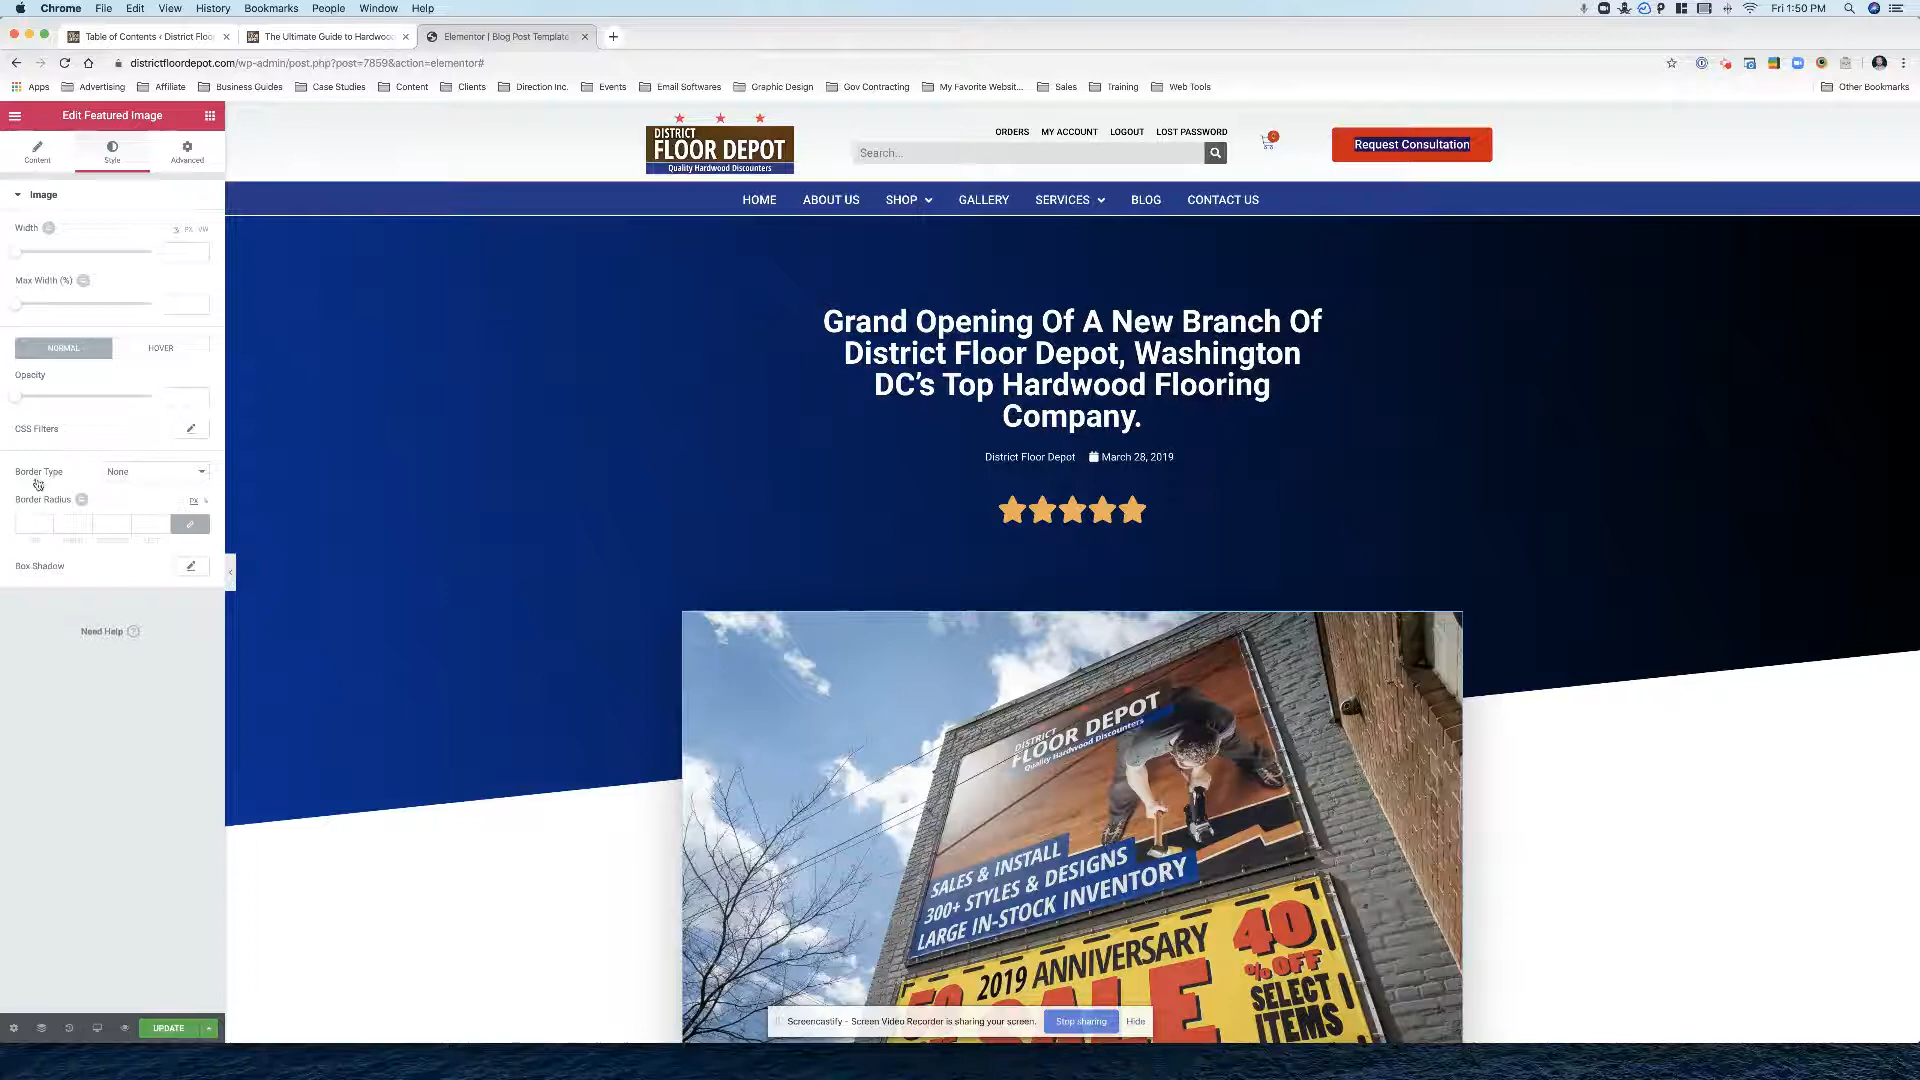 Chrome File Edit View History Bookmarks People Window Help
Fri 1:50 PM
Table of Contents ‹ District Floo
The Ultimate Guide to Hardwoo
Elementor | Blog Post Template
districtfloordepot.com/wp-admin/post.php?post=7859&action=elementor#
Apps Advertising Affiliate Business Guides Case Studies Content Clients Direction Inc. Events Email Softwares Graphic Design Gov Contracting My Favorite Websit... Sales Training Web Tools Other Bookmarks
Edit Featured Image
Content Style Advanced
Image
Width
PX VW
Max Width (%)
NORMAL HOVER
Opacity
CSS Filters
Border Type None
Border Radius
PX %
Box Shadow
Need Help
UPDATE
DISTRICT
FLOOR DEPOT
Quality Hardwood Discounters
ORDERS MY ACCOUNT LOGOUT LOST PASSWORD
Search...
0
Request Consultation
HOME ABOUT US SHOP GALLERY SERVICES BLOG CONTACT US
Grand Opening Of A New Branch Of
District Floor Depot, Washington
DC’s Top Hardwood Flooring
Company.
District Floor Depot March 28, 2019
DISTRICT
FLOOR DEPOT
Quality Hardwood Discounters
SALES & INSTALL
300+ STYLES & DESIGNS
LARGE IN-STOCK INVENTORY
2019 ANNIVERSARY
SALE
40
% OFF
SELECT
ITEMS
Screencastify - Screen Video Recorder is sharing your screen. Stop sharing Hide